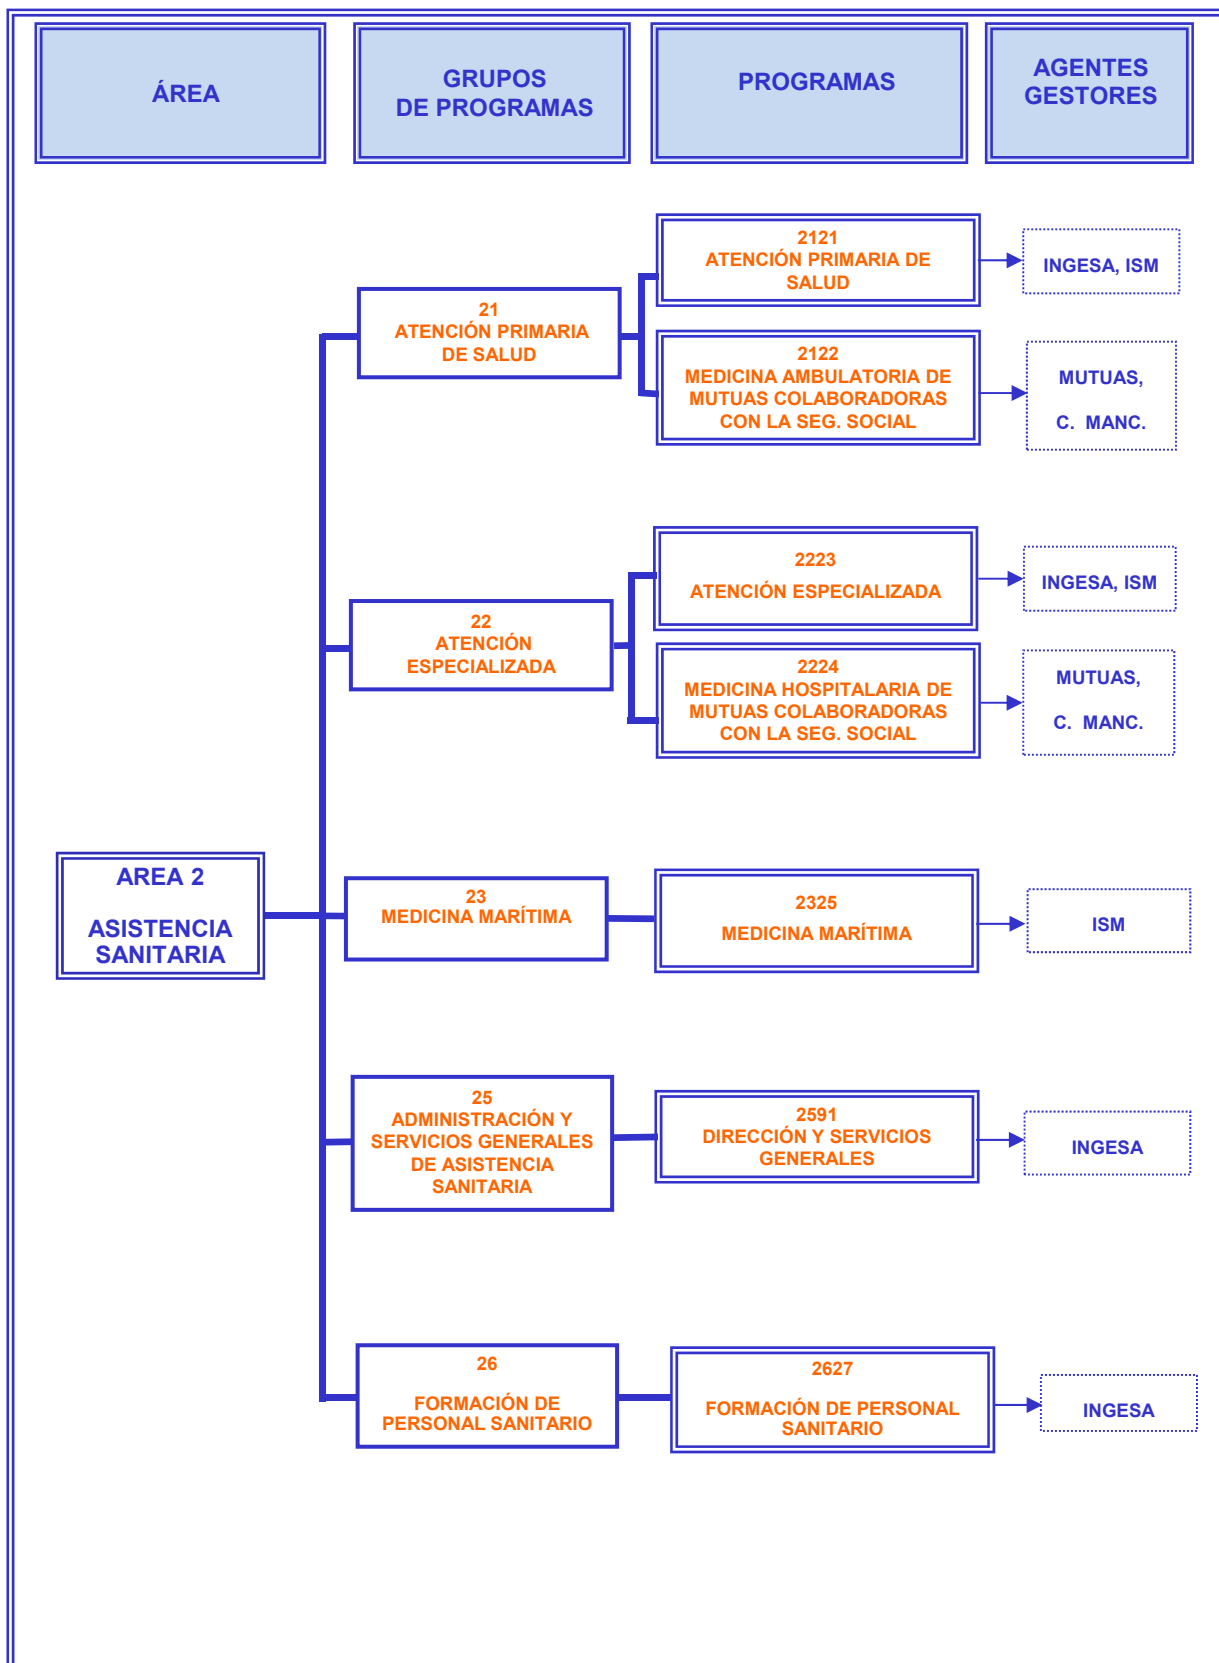 ÁREA
GRUPOS
DE PROGRAMAS
PROGRAMAS
AGENTES
GESTORES
AREA 2
ASISTENCIA
SANITARIA
21
ATENCIÓN PRIMARIA
DE SALUD
2121
ATENCIÓN PRIMARIA DE
SALUD
INGESA, ISM
2122
MEDICINA AMBULATORIA DE
MUTUAS COLABORADORAS
CON LA SEG. SOCIAL
MUTUAS,
C. MANC.
22
ATENCIÓN
ESPECIALIZADA
2223
ATENCIÓN ESPECIALIZADA
INGESA, ISM
2224
MEDICINA HOSPITALARIA DE
MUTUAS COLABORADORAS
CON LA SEG. SOCIAL
MUTUAS,
C. MANC.
23
MEDICINA MARÍTIMA
2325
MEDICINA MARÍTIMA
ISM
25
ADMINISTRACIÓN Y
SERVICIOS GENERALES
DE ASISTENCIA
SANITARIA
2591
DIRECCIÓN Y SERVICIOS
GENERALES
INGESA
26
FORMACIÓN DE
PERSONAL SANITARIO
2627
FORMACIÓN DE PERSONAL
SANITARIO
INGESA